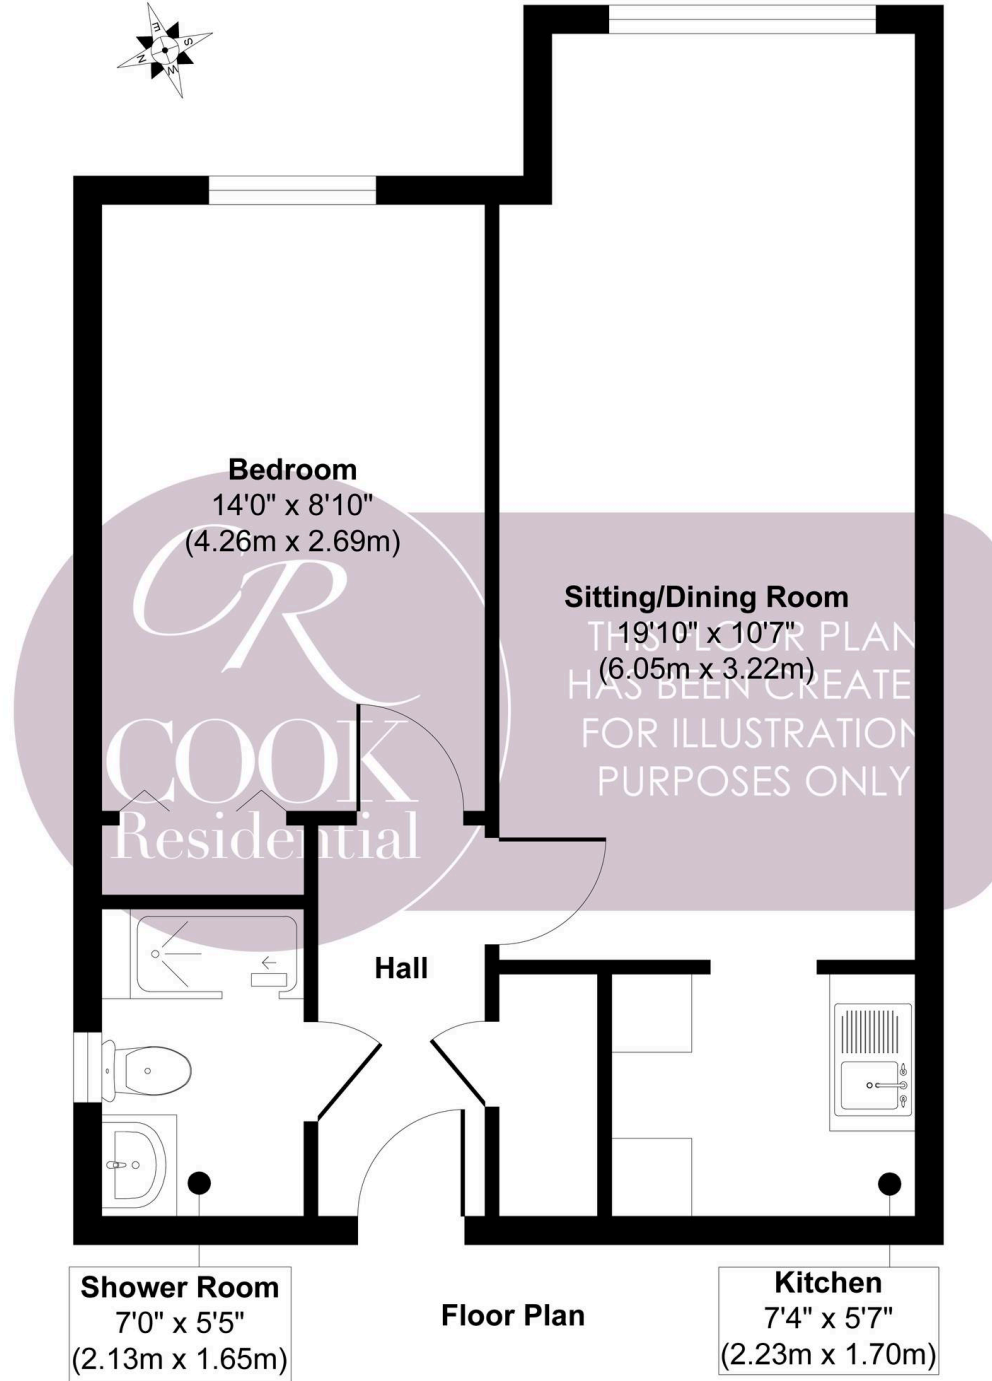 E
S
N
W
Bedroom
14'0" x 8'10"
(4.26m x 2.69m)
CR
COOK
Residential
Sitting/Dining Room
19'10" x 10'7"
(6.05m x 3.22m)
THIS FLOOR PLAN
HAS BEEN CREATE
FOR ILLUSTRATION
PURPOSES ONLY
Hall
Shower Room
7'0" x 5'5"
(2.13m x 1.65m)
Floor Plan
Kitchen
7'4" x 5'7"
(2.23m x 1.70m)